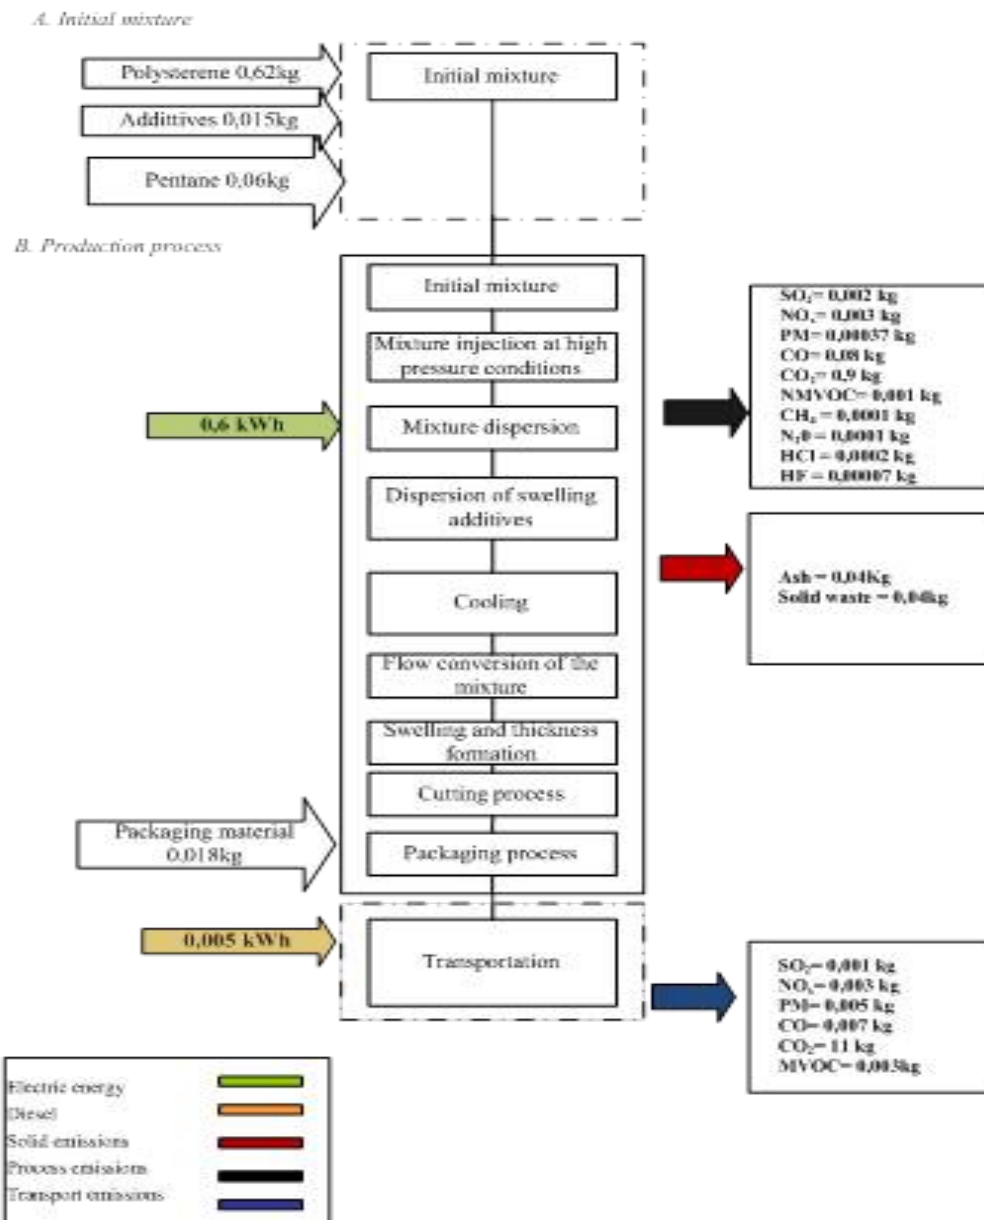 A. Initial mixture
Polysterene 0,62kg
Initial mixture
Addittives 0,015kg
Pentane 0,06kg
B. Production process
Initial mixture
Mixture injection at high
pressure conditions
0,6 kWh
Mixture dispersion
Dispersion of swelling
additives
Cooling
Flow conversion of the
mixture
Swelling and thickness
formation
Cutting process
Packaging material
0,018kg
Packaging process
0,005 kWh
Transportation
SO₂= 0,002 kg
NOₓ= 0,003 kg
PM= 0,00037 kg
CO= 0,08 kg
CO₂= 0,9 kg
NMVOC= 0,001 kg
CH₄ = 0,0001 kg
N₂0 = 0,0001 kg
HCl = 0,0002 kg
HF = 0,00007 kg
Ash = 0,04Kg
Solid waste = 0,04kg
SO₂= 0,001 kg
NOₓ= 0,003 kg
PM= 0,005 kg
CO= 0,007 kg
CO₂= 11 kg
MVOC= 0,003kg
Electric energy
Diesel
Solid emissions
Process emissions
Transport emissions